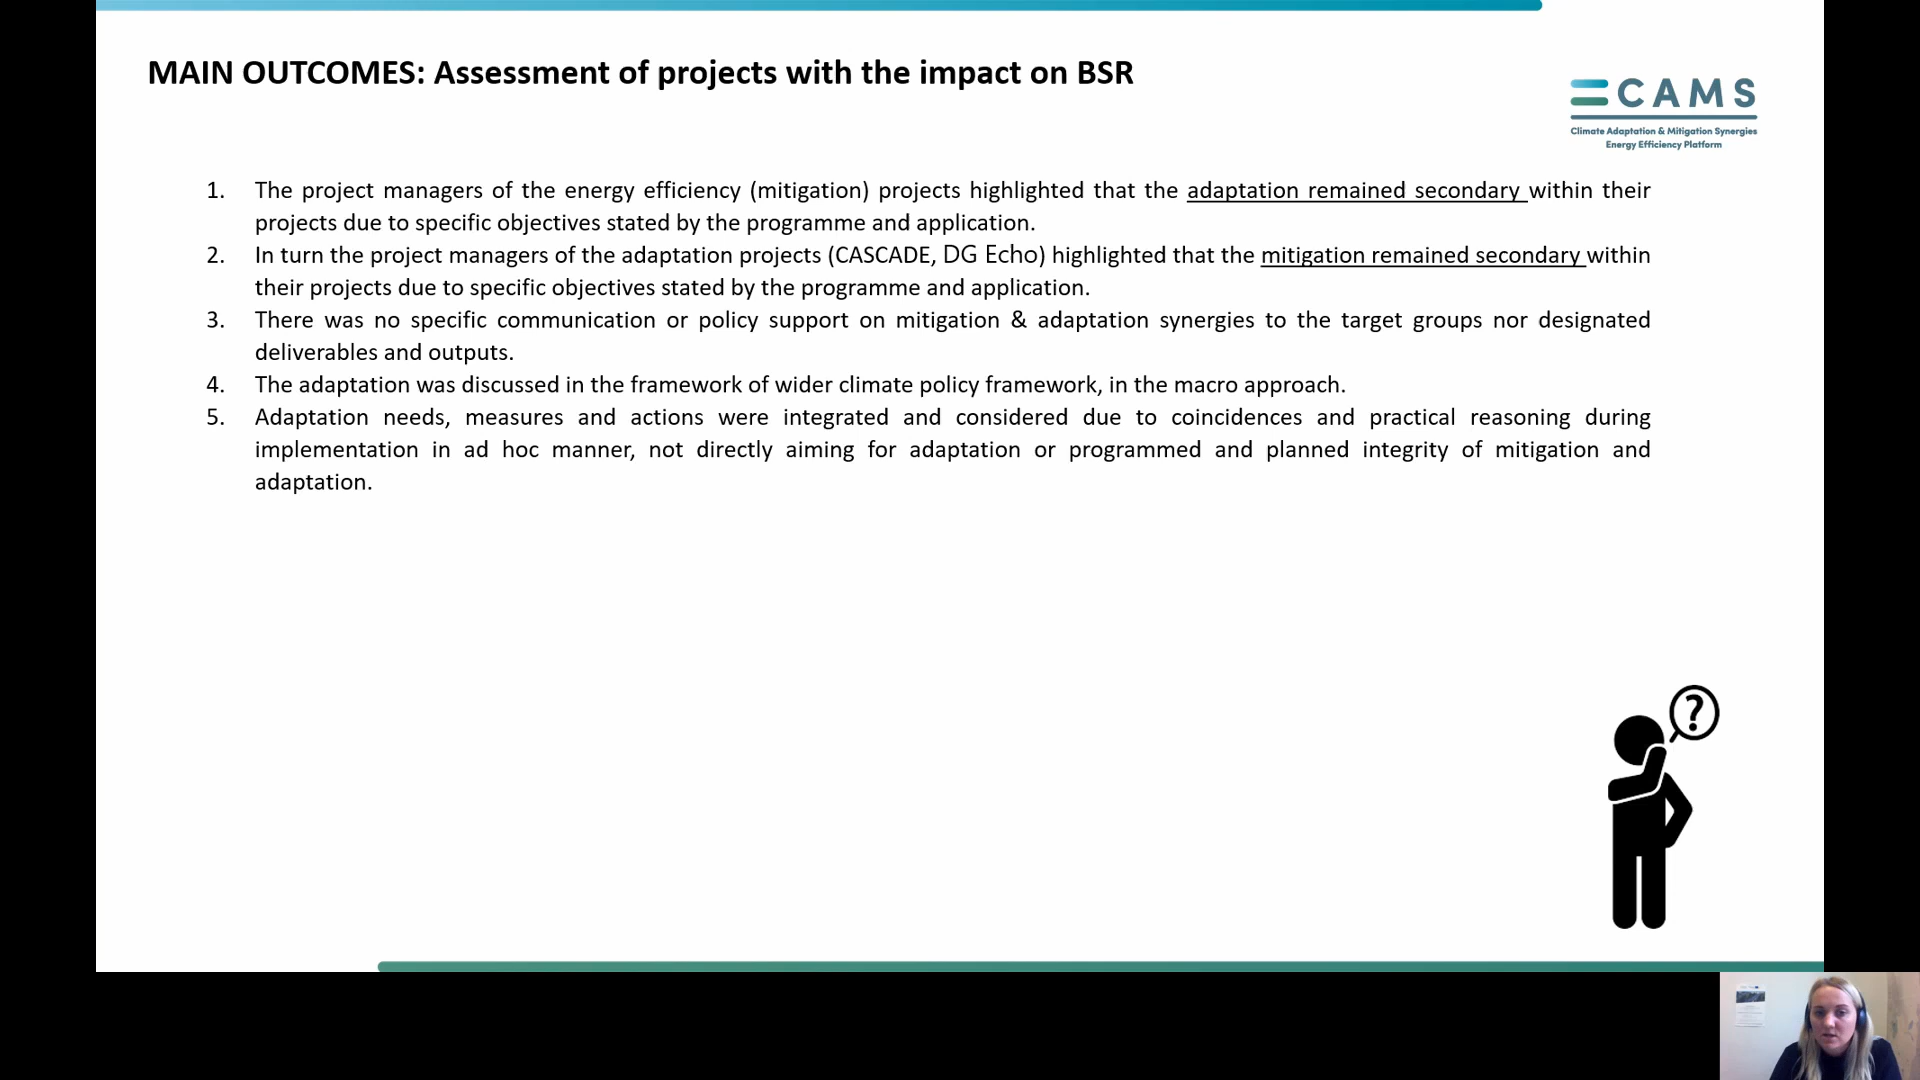 MAIN OUTCOMES: Assessment of projects with the impact on BSR
CAMS
Climate Adaptation & Mitigation Synergies
Energy Efficiency Platform
1. The project managers of the energy efficiency (mitigation) projects highlighted that the adaptation remained secondary within their
projects due to specific objectives stated by the programme and application.
2. In turn the project managers of the adaptation projects (CASCADE, DG Echo) highlighted that the mitigation remained secondary within
their projects due to specific objectives stated by the programme and application.
3. There was no specific communication or policy support on mitigation & adaptation synergies to the target groups nor designated
deliverables and outputs.
4. The adaptation was discussed in the framework of wider climate policy framework, in the macro approach.
5. Adaptation needs, measures and actions were integrated and considered due to coincidences and practical reasoning during
implementation in ad hoc manner, not directly aiming for adaptation or programmed and planned integrity of mitigation and
adaptation.
?